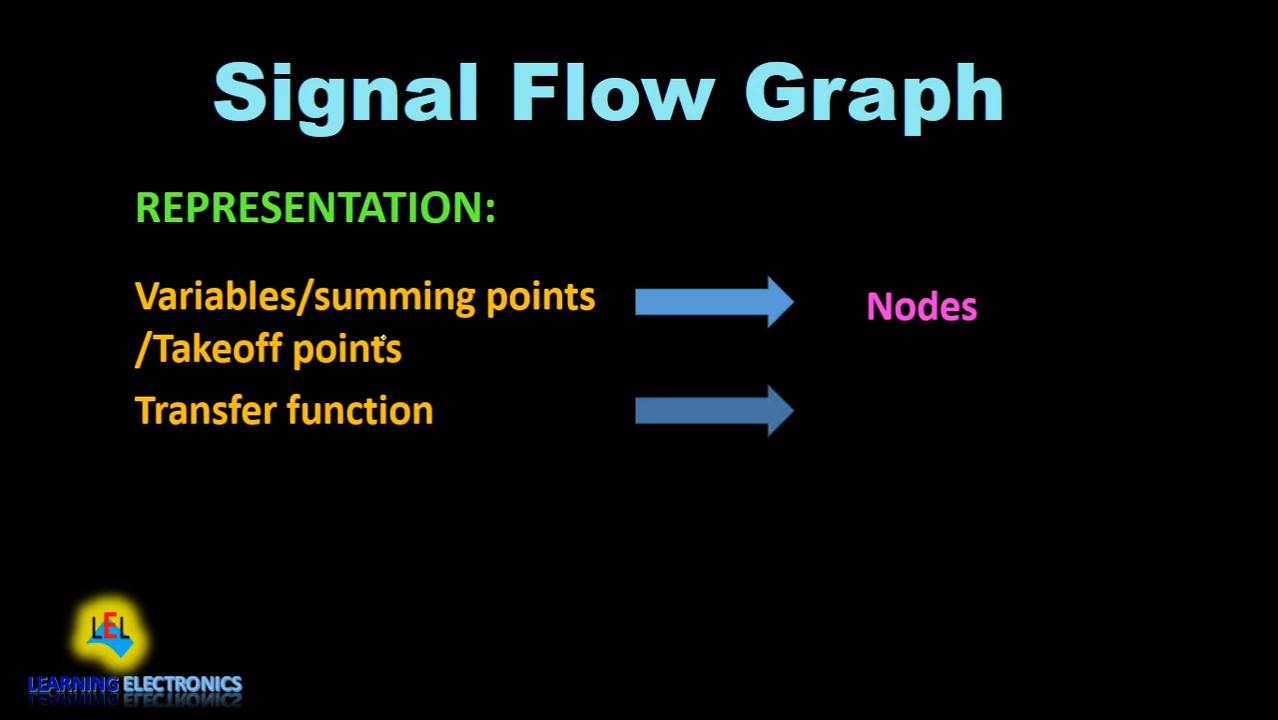 Signal Flow Graph
REPRESENTATION:
Variables/summing points
/Takeoff points
Nodes
Transfer function
LEL
LEARNING ELECTRONICS